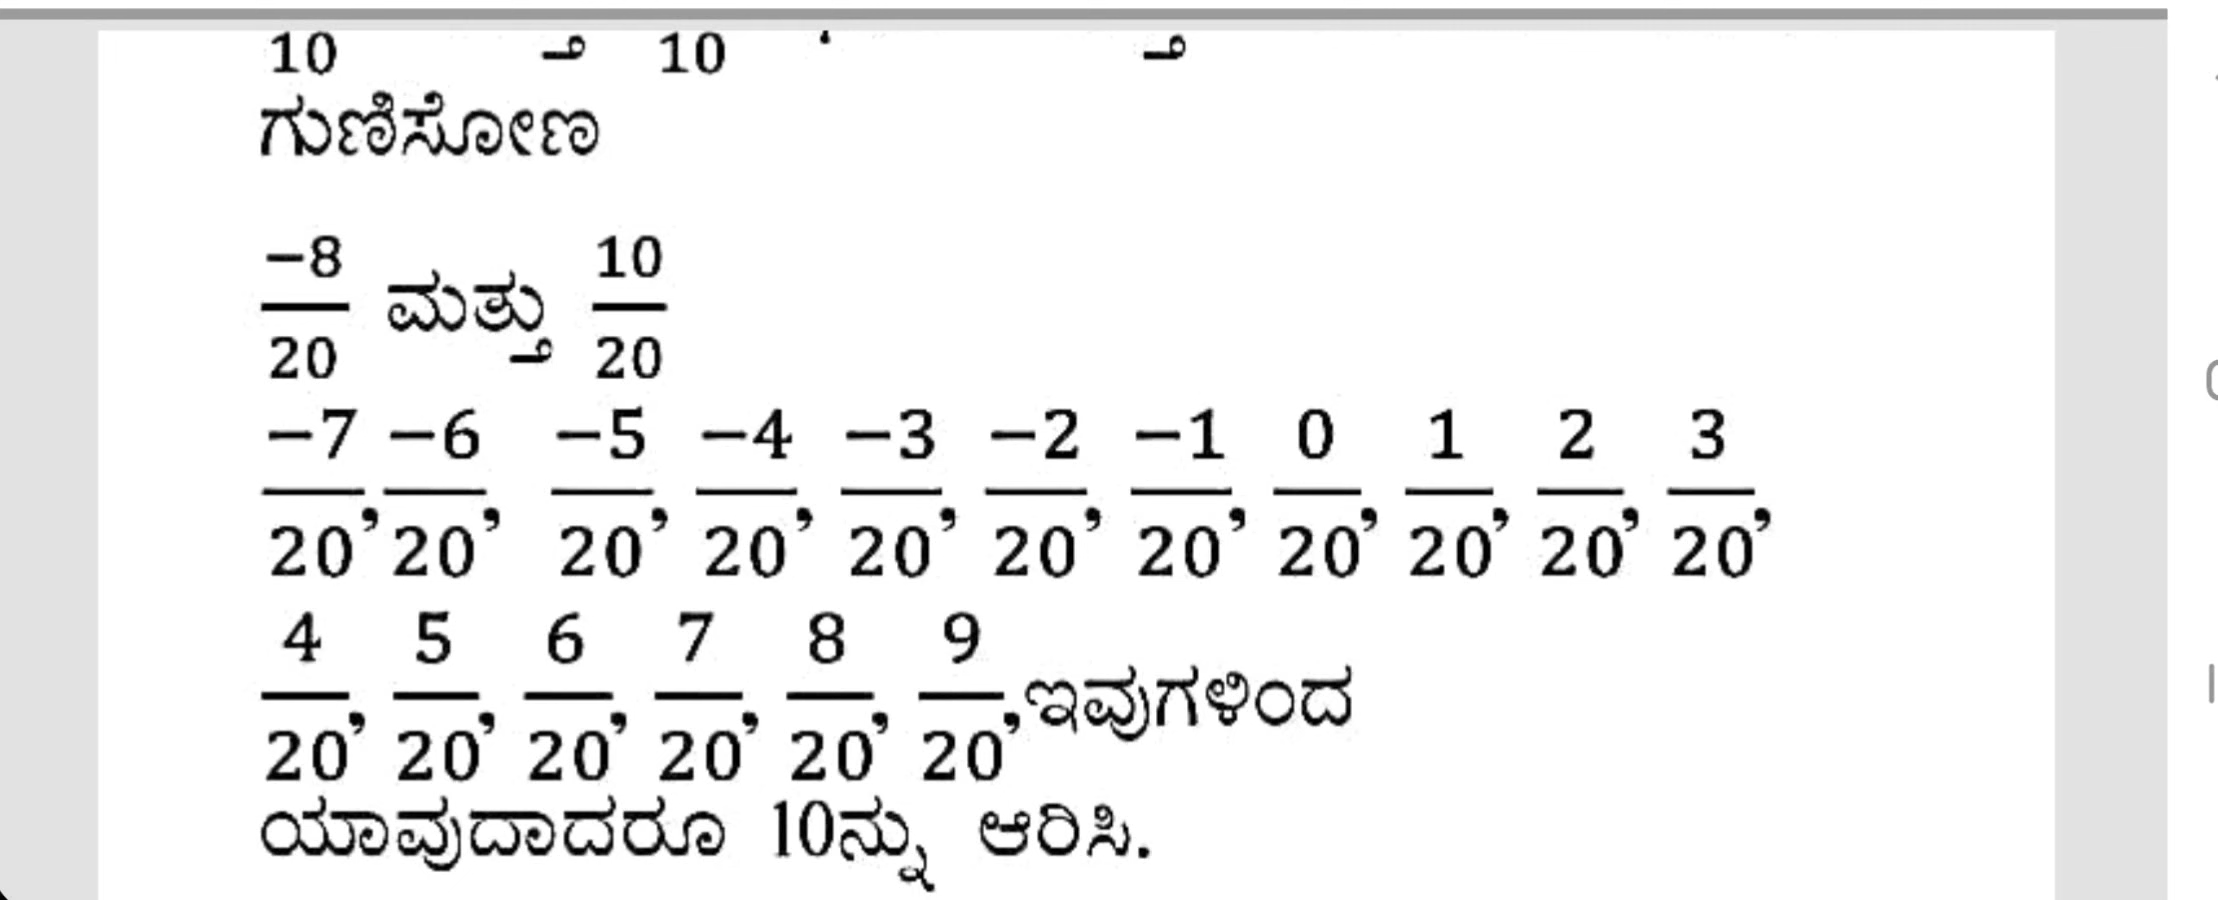 10 10
ಗುಣಿಸೋಣ
−8/20 ಮತ್ತು 10/20
−7/20, −6/20, −5/20, −4/20, −3/20, −2/20, −1/20, 0/20, 1/20, 2/20, 3/20,
4/20, 5/20, 6/20, 7/20, 8/20, 9/20, ಇವುಗಳಿಂದ
ಯಾವುದಾದರೂ 10ನ್ನು ಆರಿಸಿ.